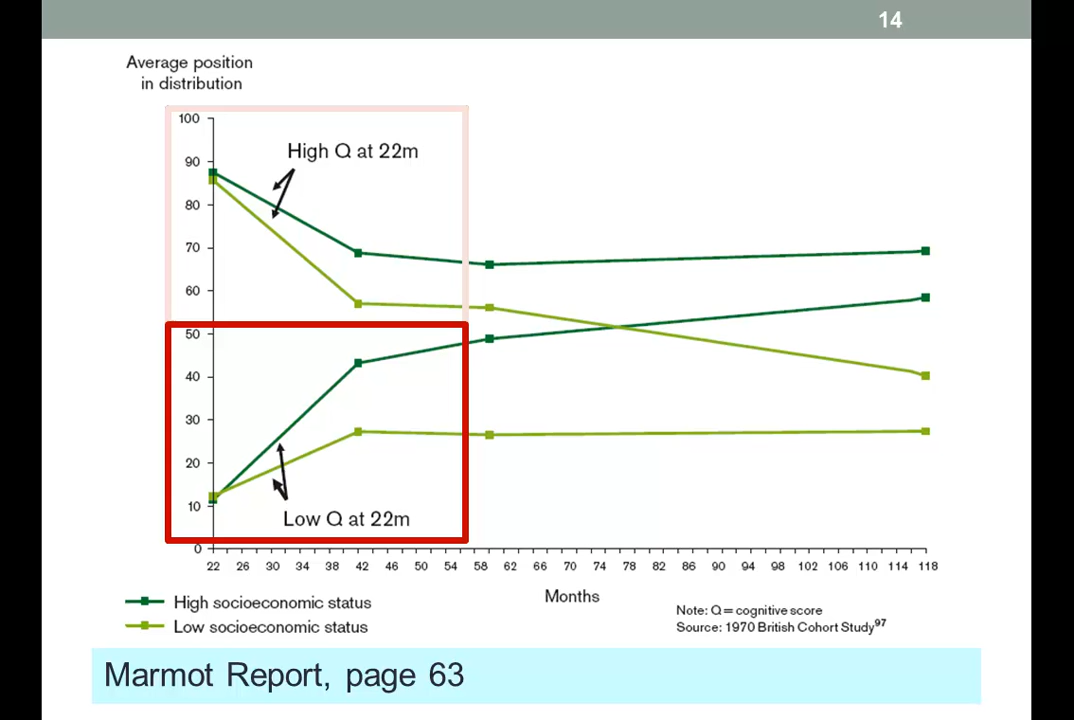 14
Average position
in distribution
100
High Q at 22m
90
80
70
60
50
40
30
20
10
Low Q at 22m
0
22 26 30 34 38 42 46 50 54 58 62 66 70 74 78 82 86 90 94 98 102 106 110 114 118
Months
High socioeconomic status
Low socioeconomic status
Note: Q = cognitive score
Source: 1970 British Cohort Study97
Marmot Report, page 63